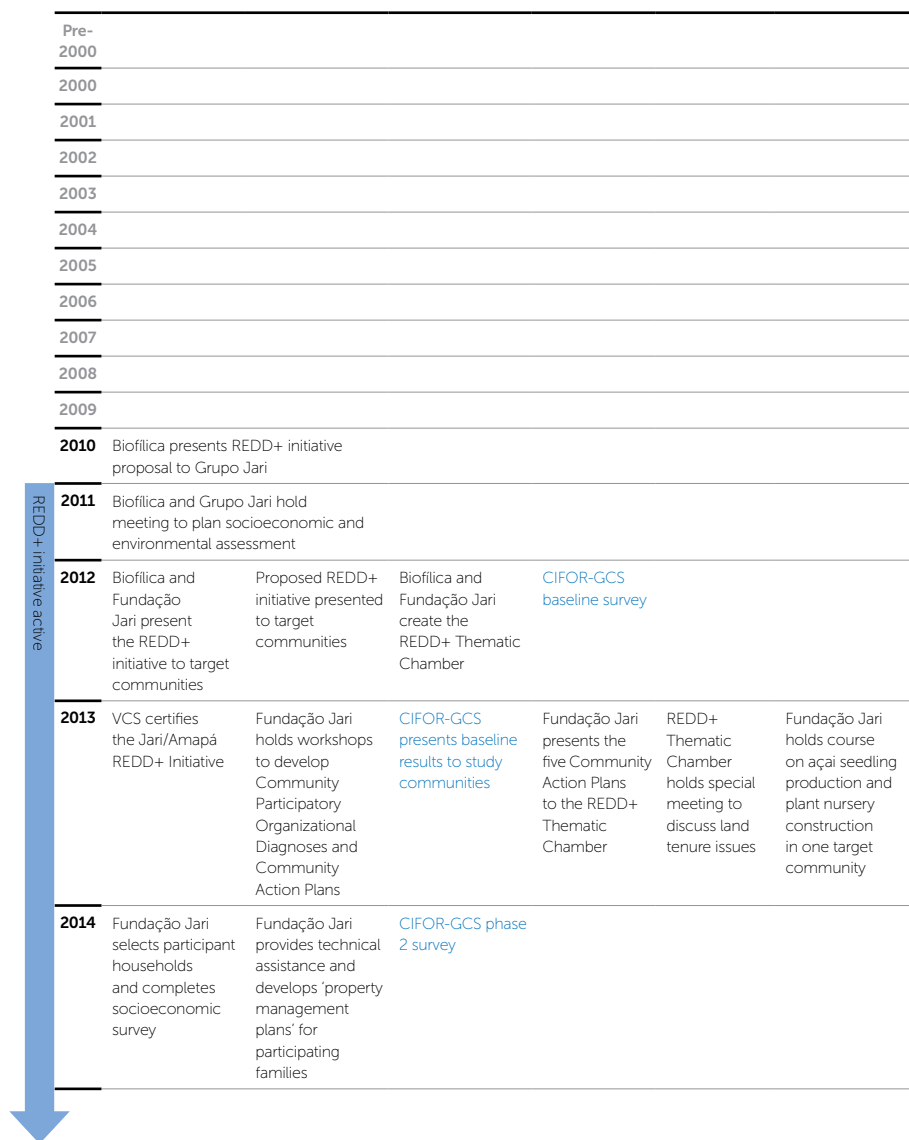 Pre-
2000
2000
2001
2002
2003
2004
2005
2006
2007
2008
2009
2010
Biofílica presents REDD+ initiative
proposal to Grupo Jari
REDD+ initiative active
2011
Biofílica and Grupo Jari hold
meeting to plan socioeconomic and
environmental assessment
2012
Biofílica and
Fundação
Jari present
the REDD+
initiative to target
communities
Proposed REDD+
initiative presented
to target
communities
Biofílica and
Fundação Jari
create the
REDD+ Thematic
Chamber
CIFOR-GCS
baseline survey
2013
VCS certifies
the Jari/Amapá
REDD+ Initiative
Fundação Jari
holds workshops
to develop
Community
Participatory
Organizational
Diagnoses and
Community
Action Plans
CIFOR-GCS
presents baseline
results to study
communities
Fundação Jari
presents the
five Community
Action Plans
to the REDD+
Thematic
Chamber
REDD+
Thematic
Chamber
holds special
meeting to
discuss land
tenure issues
Fundação Jari
holds course
on açai seedling
production and
plant nursery
construction
in one target
community
2014
Fundação Jari
selects participant
households
and completes
socioeconomic
survey
Fundação Jari
provides technical
assistance and
develops ‘property
management
plans’ for
participating
families
CIFOR-GCS phase
2 survey